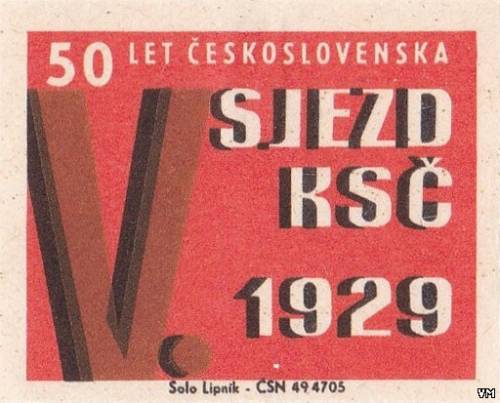 50 LET ČESKOSLOVENSKA
V. SJEZD
KSČ
1929
Solo Lipník - ČSN 49 4705
VM